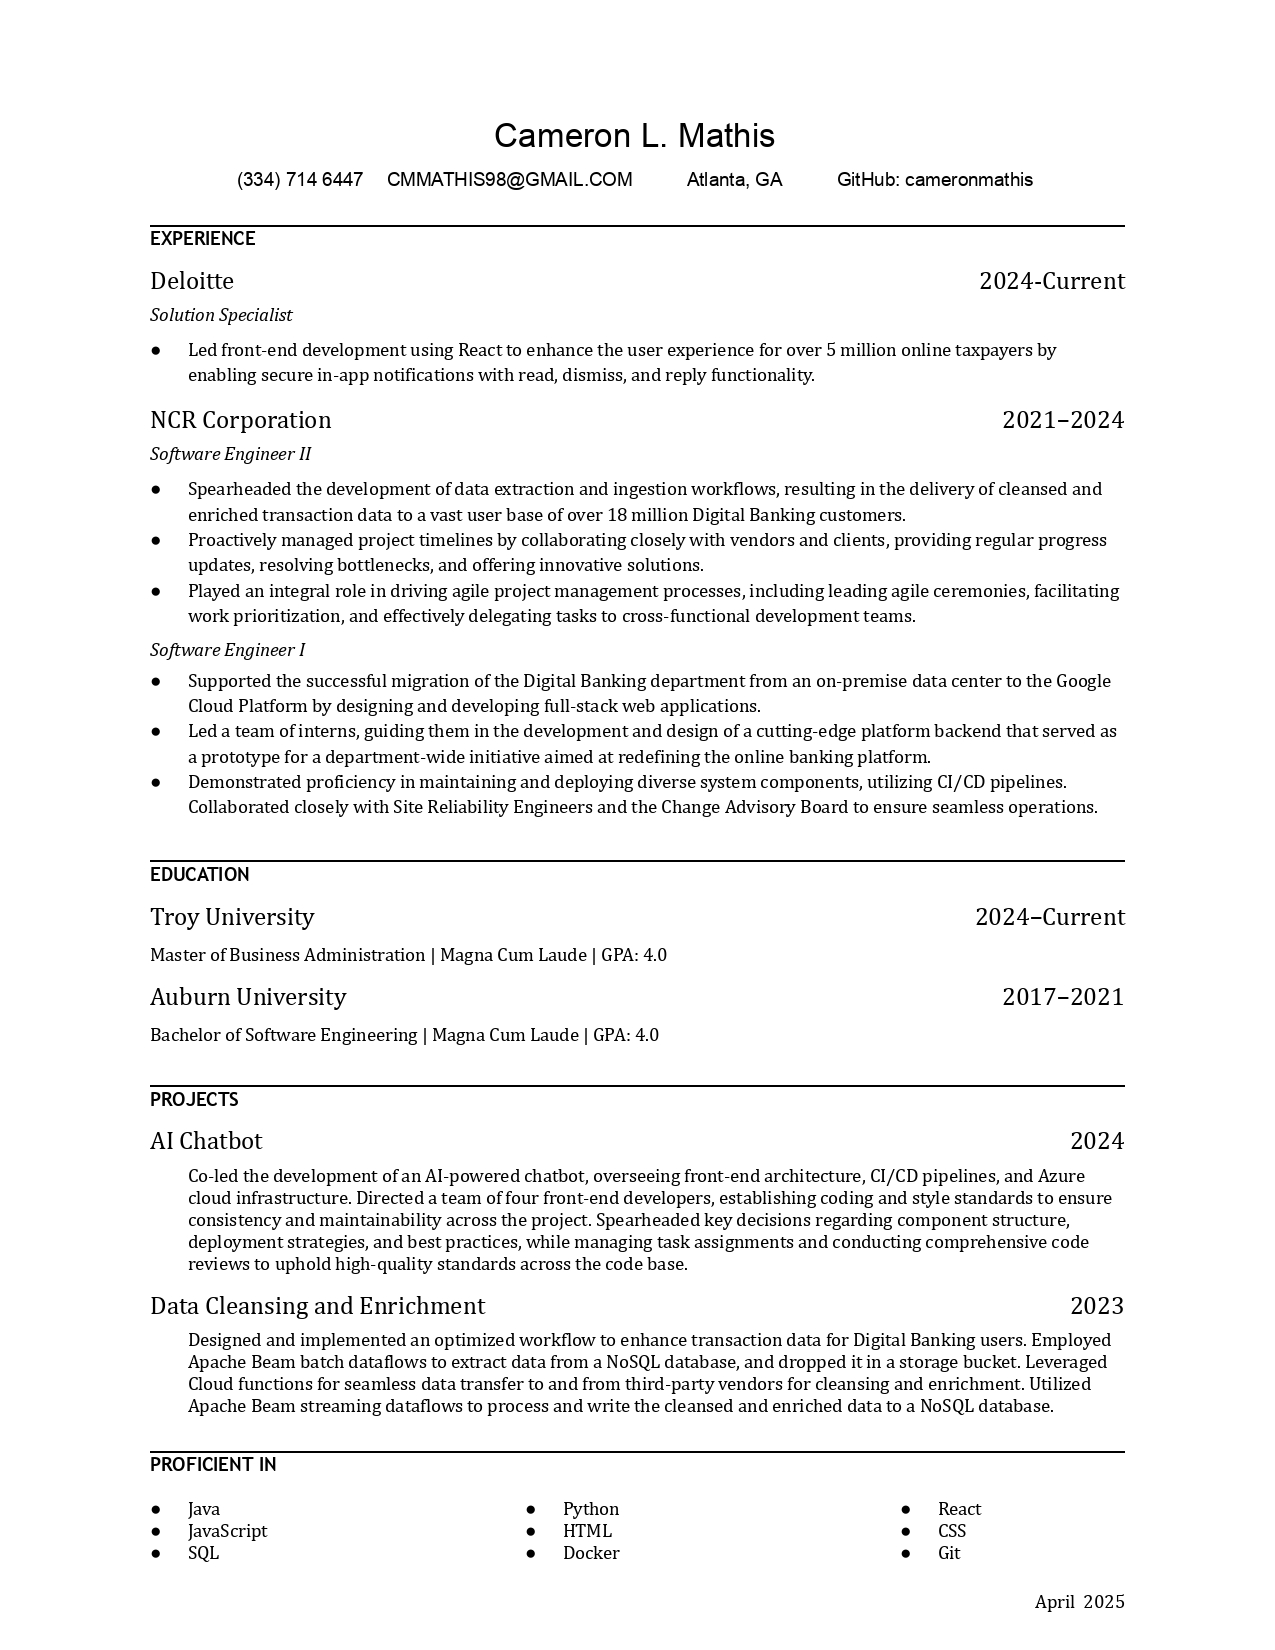 Cameron L. Mathis
(334) 714 6447 CMMATHIS98@GMAIL.COM Atlanta, GA GitHub: cameronmathis
EXPERIENCE
Deloitte 2024-Current
Solution Specialist
● Led front-end development using React to enhance the user experience for over 5 million online taxpayers by
enabling secure in-app notifications with read, dismiss, and reply functionality.
NCR Corporation 2021–2024
Software Engineer II
● Spearheaded the development of data extraction and ingestion workflows, resulting in the delivery of cleansed and
enriched transaction data to a vast user base of over 18 million Digital Banking customers.
● Proactively managed project timelines by collaborating closely with vendors and clients, providing regular progress
updates, resolving bottlenecks, and offering innovative solutions.
● Played an integral role in driving agile project management processes, including leading agile ceremonies, facilitating
work prioritization, and effectively delegating tasks to cross-functional development teams.
Software Engineer I
● Supported the successful migration of the Digital Banking department from an on-premise data center to the Google
Cloud Platform by designing and developing full-stack web applications.
● Led a team of interns, guiding them in the development and design of a cutting-edge platform backend that served as
a prototype for a department-wide initiative aimed at redefining the online banking platform.
● Demonstrated proficiency in maintaining and deploying diverse system components, utilizing CI/CD pipelines.
Collaborated closely with Site Reliability Engineers and the Change Advisory Board to ensure seamless operations.
EDUCATION
Troy University 2024–Current
Master of Business Administration | Magna Cum Laude | GPA: 4.0
Auburn University 2017–2021
Bachelor of Software Engineering | Magna Cum Laude | GPA: 4.0
PROJECTS
AI Chatbot 2024
Co-led the development of an AI-powered chatbot, overseeing front-end architecture, CI/CD pipelines, and Azure
cloud infrastructure. Directed a team of four front-end developers, establishing coding and style standards to ensure
consistency and maintainability across the project. Spearheaded key decisions regarding component structure,
deployment strategies, and best practices, while managing task assignments and conducting comprehensive code
reviews to uphold high-quality standards across the code base.
Data Cleansing and Enrichment 2023
Designed and implemented an optimized workflow to enhance transaction data for Digital Banking users. Employed
Apache Beam batch dataflows to extract data from a NoSQL database, and dropped it in a storage bucket. Leveraged
Cloud functions for seamless data transfer to and from third-party vendors for cleansing and enrichment. Utilized
Apache Beam streaming dataflows to process and write the cleansed and enriched data to a NoSQL database.
PROFICIENT IN
● Java ● Python ● React
● JavaScript ● HTML ● CSS
● SQL ● Docker ● Git
April 2025